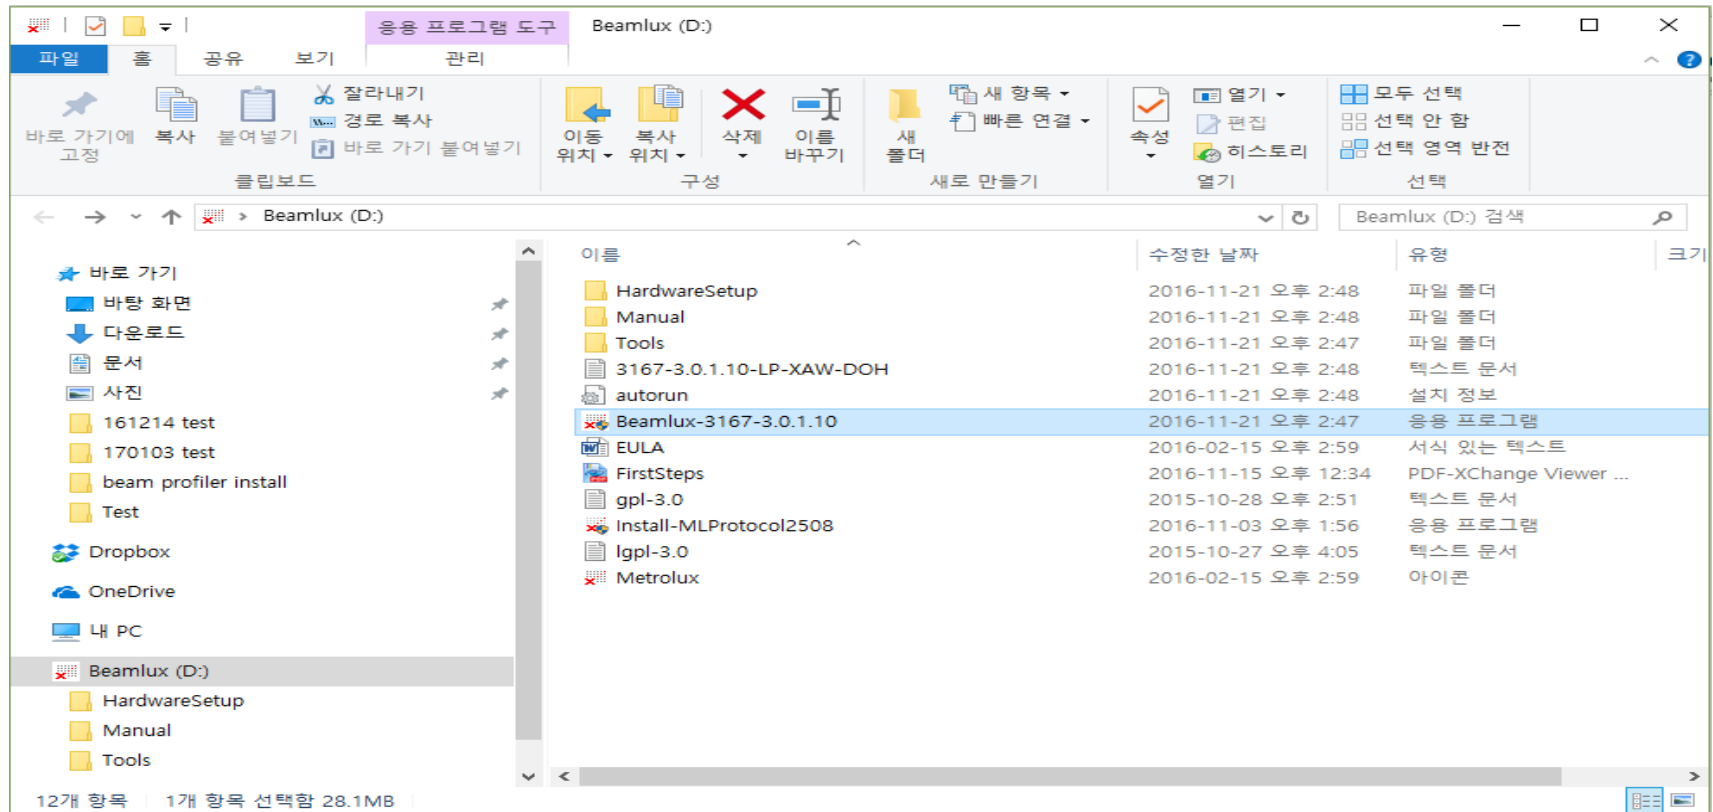 응용 프로그램 도구
Beamlux (D:)
파일
홈
공유
보기
관리
바로 가기에
고정
복사
붙여넣기
잘라내기
경로 복사
바로 가기 붙여넣기
클립보드
이동
위치
복사
위치
삭제
이름
바꾸기
구성
새
폴더
새 항목
빠른 연결
새로 만들기
속성
열기
편집
히스토리
열기
모두 선택
선택 안 함
선택 영역 반전
선택
Beamlux (D:)
Beamlux (D:) 검색
바로 가기
바탕 화면
다운로드
문서
사진
161214 test
170103 test
beam profiler install
Test
Dropbox
OneDrive
내 PC
Beamlux (D:)
HardwareSetup
Manual
Tools
이름 수정한 날짜 유형 크기
HardwareSetup 2016-11-21 오후 2:48 파일 폴더
Manual 2016-11-21 오후 2:48 파일 폴더
Tools 2016-11-21 오후 2:47 파일 폴더
3167-3.0.1.10-LP-XAW-DOH 2016-11-21 오후 2:48 텍스트 문서
autorun 2016-11-21 오후 2:48 설치 정보
Beamlux-3167-3.0.1.10 2016-11-21 오후 2:47 응용 프로그램
EULA 2016-02-15 오후 2:59 서식 있는 텍스트
FirstSteps 2016-11-15 오후 12:34 PDF-XChange Viewer ...
gpl-3.0 2015-10-28 오후 2:51 텍스트 문서
Install-MLProtocol2508 2016-11-03 오후 1:56 응용 프로그램
lgpl-3.0 2015-10-27 오후 4:05 텍스트 문서
Metrolux 2016-02-15 오후 2:59 아이콘
12개 항목 1개 항목 선택함 28.1MB